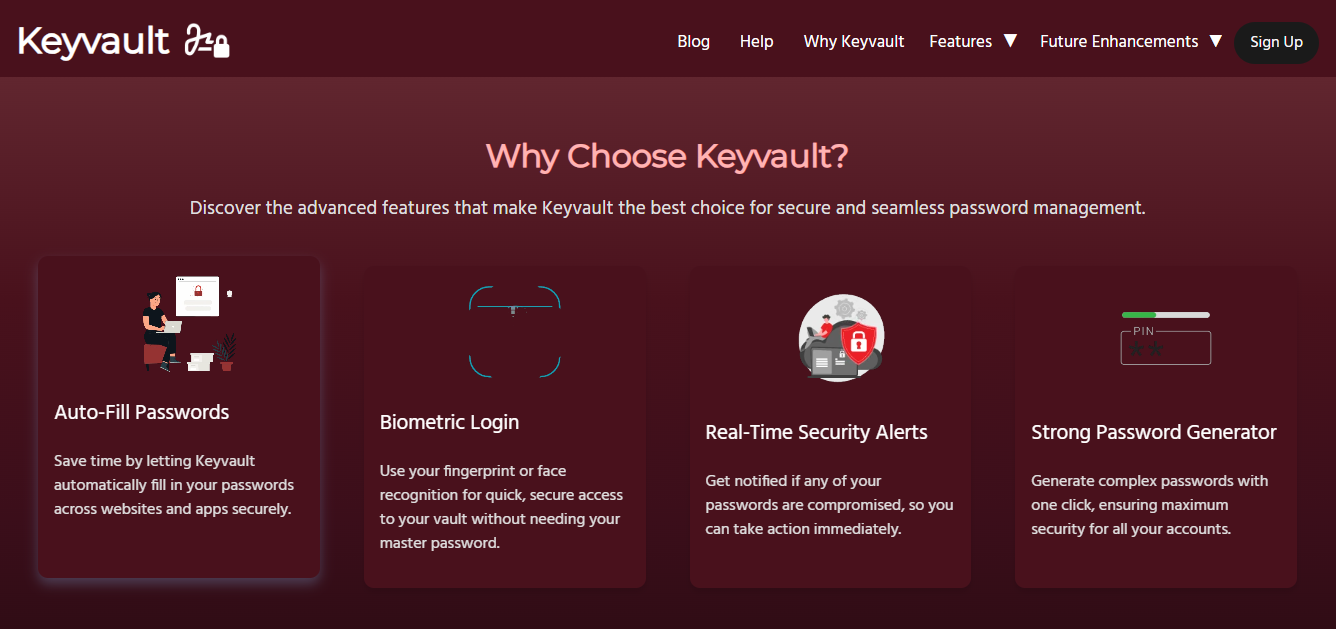 Keyvault
Blog Help Why Keyvault Features ▼ Future Enhancements ▼ Sign Up
Why Choose Keyvault?
Discover the advanced features that make Keyvault the best choice for secure and seamless password management.
Auto-Fill Passwords
Save time by letting Keyvault
automatically fill in your passwords
across websites and apps securely.
Biometric Login
Use your fingerprint or face
recognition for quick, secure access
to your vault without needing your
master password.
Real-Time Security Alerts
Get notified if any of your
passwords are compromised, so you
can take action immediately.
PIN
**
Strong Password Generator
Generate complex passwords with
one click, ensuring maximum
security for all your accounts.